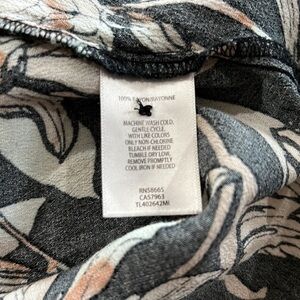 100% RAYON/RAYONNE
MACHINE WASH COLD,
GENTLE CYCLE,
WITH LIKE COLORS
ONLY NON-CHLORINE
BLEACH IF NEEDED
TUMBLE DRY LOW,
REMOVE PROMPTLY
COOL IRON IF NEEDED
RN58665
CA57963
TL402642MI